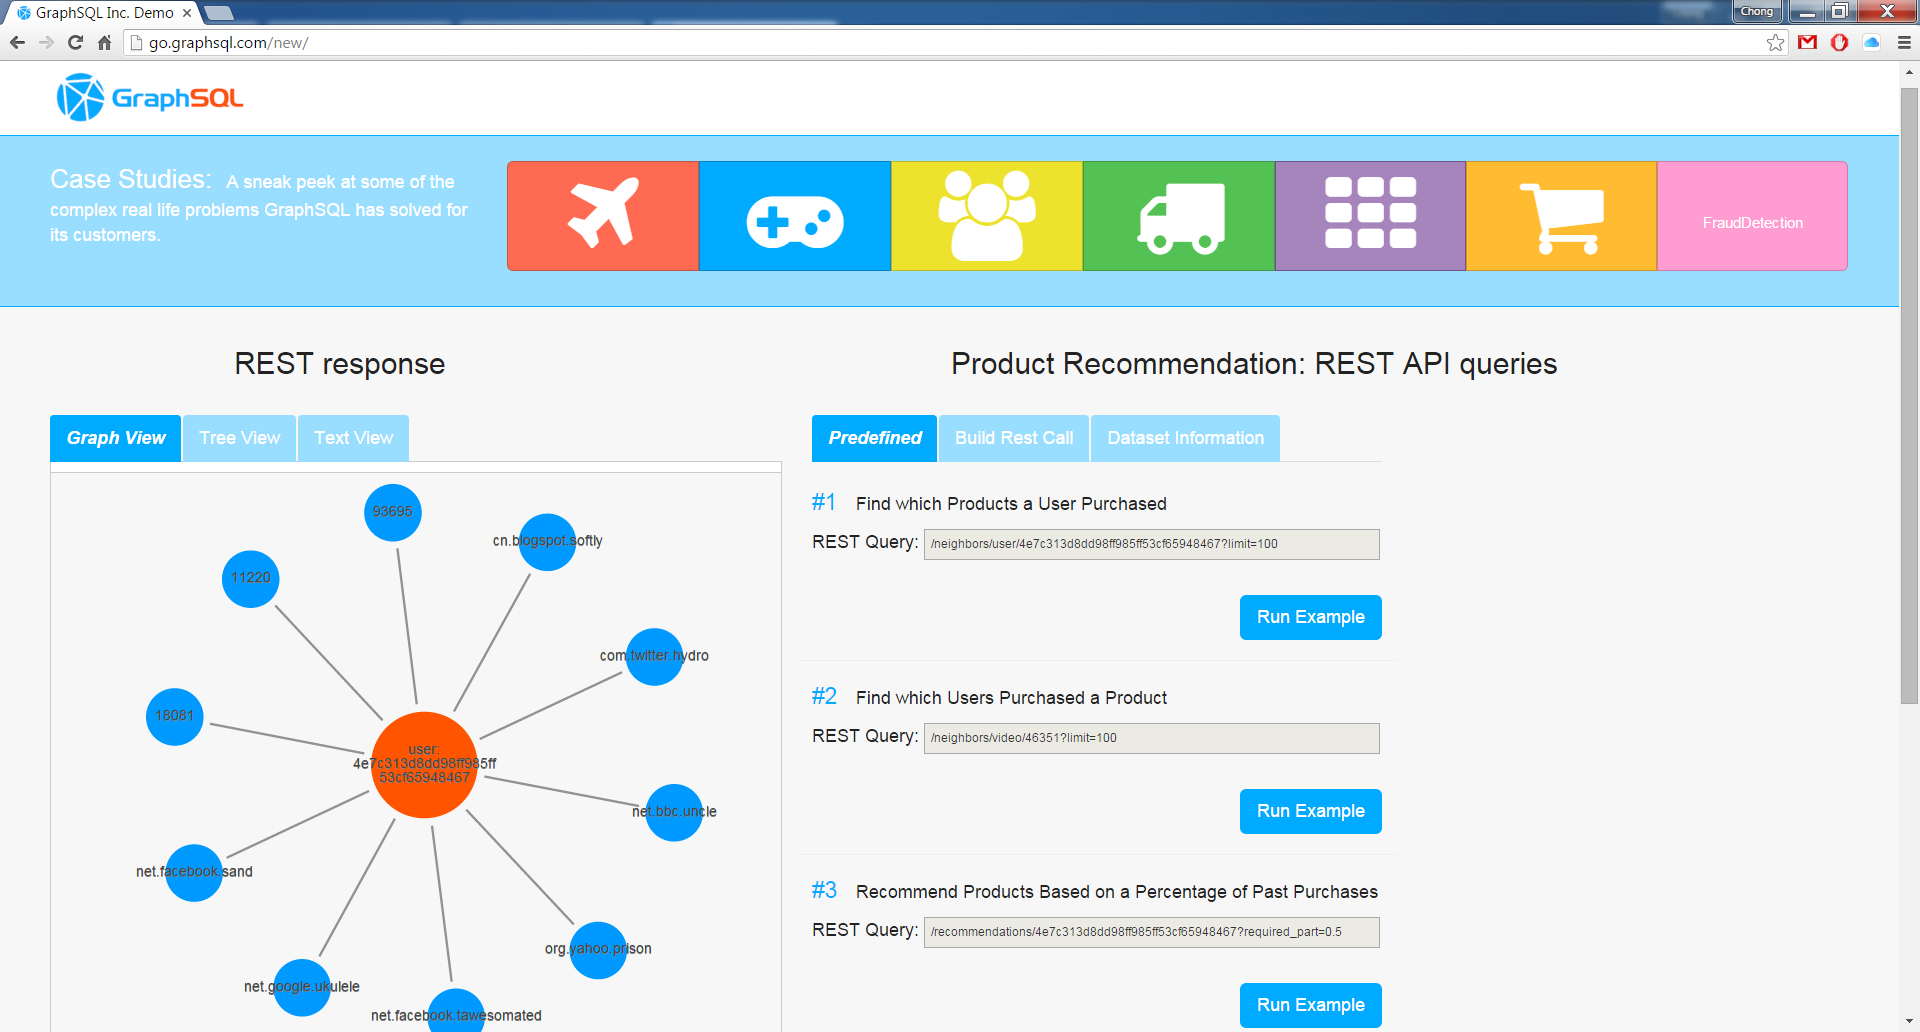 GraphSQL Inc. Demo
Chong
go.graphsql.com/new/
GraphSQL
Case Studies: A sneak peek at some of the
complex real life problems GraphSQL has solved for
its customers.
FraudDetection
REST response
Graph View
Tree View
Text View
93695
cn.blogspot.softly
11220
com.twitter.hydro
18081
user:
4e7c313d8dd98ff985ff
53cf65948467
net.bbc.uncle
net.facebook.sand
org.yahoo.prison
net.google.ukulele
net.facebook.tawesomated
Product Recommendation: REST API queries
Predefined
Build Rest Call
Dataset Information
#1 Find which Products a User Purchased
REST Query: /neighbors/user/4e7c313d8dd98ff985ff53cf65948467?limit=100
Run Example
#2 Find which Users Purchased a Product
REST Query: /neighbors/video/46351?limit=100
Run Example
#3 Recommend Products Based on a Percentage of Past Purchases
REST Query: /recommendations/4e7c313d8dd98ff985ff53cf65948467?required_part=0.5
Run Example